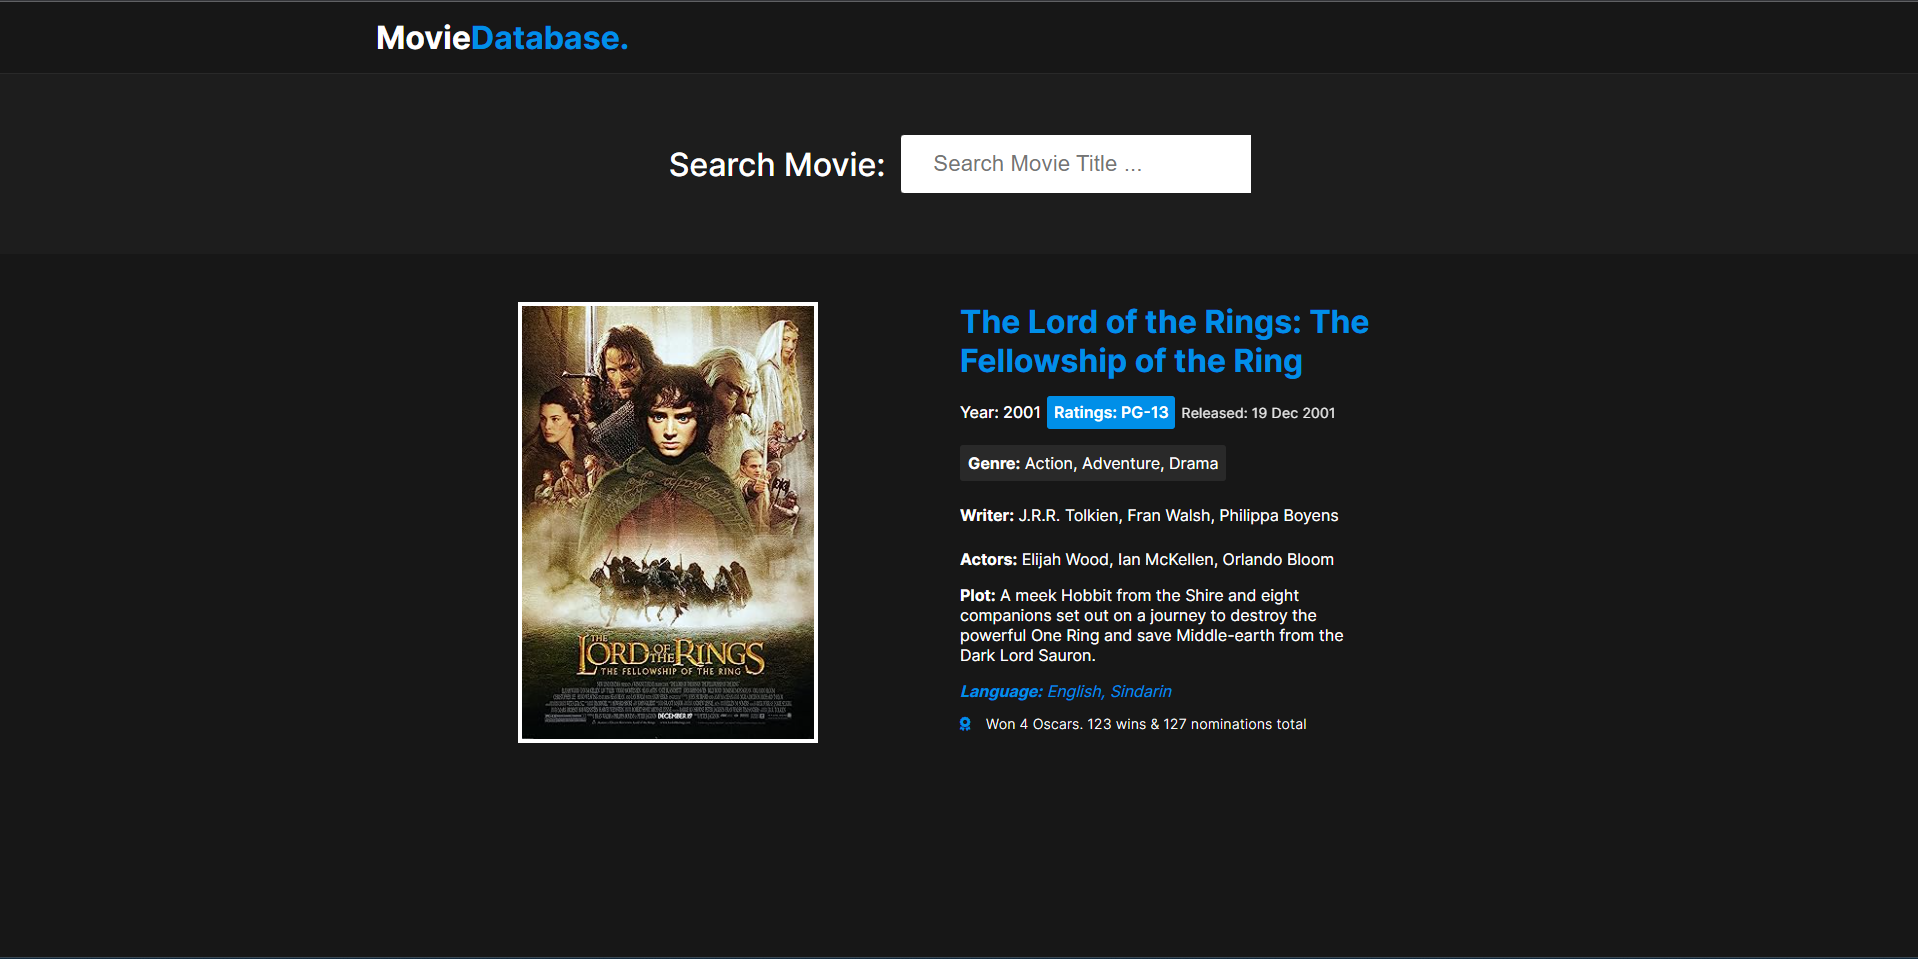 MovieDatabase.
Search Movie:
Search Movie Title ...
The Lord of the Rings: The
Fellowship of the Ring
Year: 2001 Ratings: PG-13 Released: 19 Dec 2001
Genre: Action, Adventure, Drama
Writer: J.R.R. Tolkien, Fran Walsh, Philippa Boyens
Actors: Elijah Wood, Ian McKellen, Orlando Bloom
Plot: A meek Hobbit from the Shire and eight
companions set out on a journey to destroy the
powerful One Ring and save Middle-earth from the
Dark Lord Sauron.
Language: English, Sindarin
Won 4 Oscars. 123 wins & 127 nominations total
THE
LORD OF THE RINGS
THE FELLOWSHIP OF THE RING